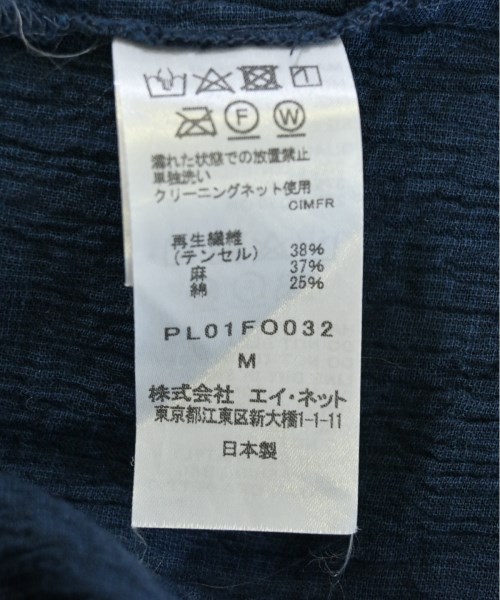 F W
濡れた状態での放置禁止
単独洗い
クリーニングネット使用
CIMFR
再生繊維
(テンセル) 38%
麻 37%
綿 25%
PL01FO032
M
株式会社 エイ・ネット
東京都江東区新大橋1-1-11
日本製